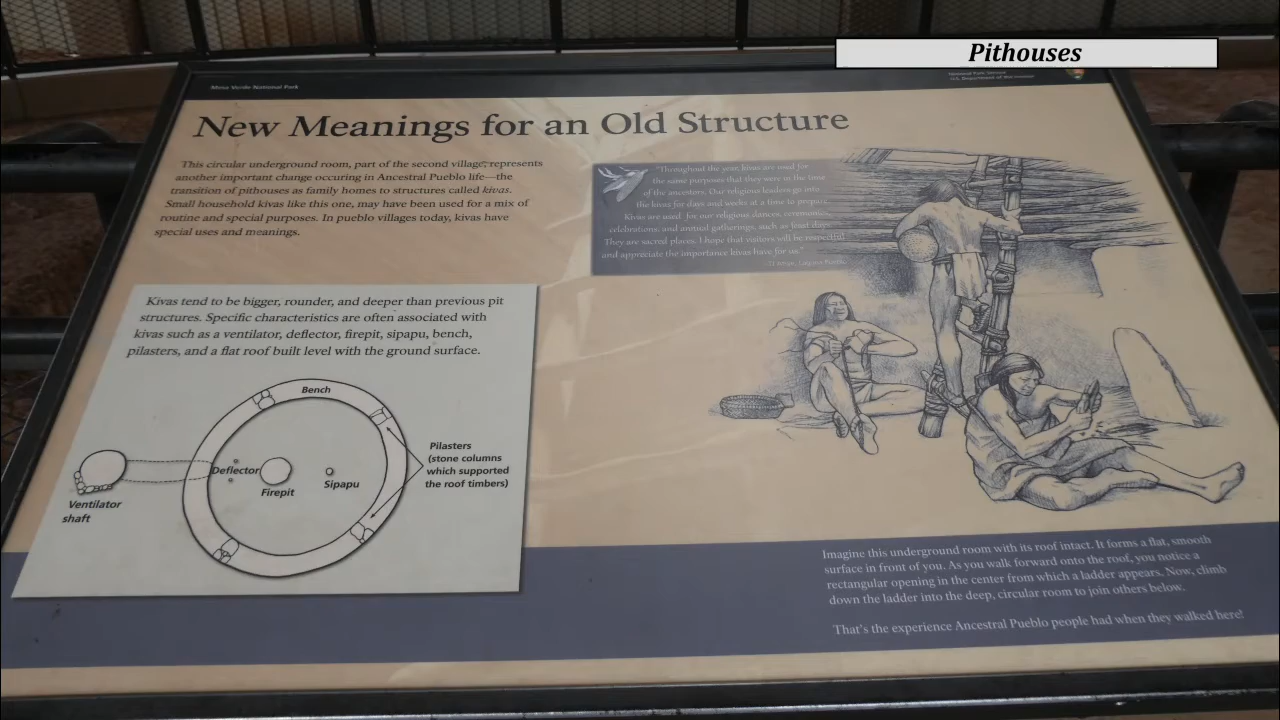 Pithouses
Mesa Verde National Park
National Park Service
U.S. Department of the Interior
New Meanings for an Old Structure
This circular underground room, part of the second village, represents
another important change occuring in Ancestral Pueblo life—the
transition of pithouses as family homes to structures called kivas.
Small household kivas like this one, may have been used for a mix of
routine and special purposes. In pueblo villages today, kivas have
special uses and meanings.
"Throughout the year, kivas are used for
the same purposes that they were in the time
of the ancestors. Our religious leaders go into
the kivas for days and weeks at a time to prepare.
Kivas are used for our religious dances, ceremonies,
celebrations, and annual gatherings, such as feast days.
They are sacred places. I hope that visitors will be respectful
and appreciate the importance kivas have for us."
Laguna Pueblo
Kivas tend to be bigger, rounder, and deeper than previous pit
structures. Specific characteristics are often associated with
kivas such as a ventilator, deflector, firepit, sipapu, bench,
pilasters, and a flat roof built level with the ground surface.
Bench
Pilasters
(stone columns
which supported
the roof timbers)
Deflector
Firepit
Sipapu
Ventilator
shaft
Imagine this underground room with its roof intact. It forms a flat, smooth
surface in front of you. As you walk forward onto the roof, you notice a
rectangular opening in the center from which a ladder appears. Now, climb
down the ladder into the deep, circular room to join others below.
That's the experience Ancestral Pueblo people had when they walked here!